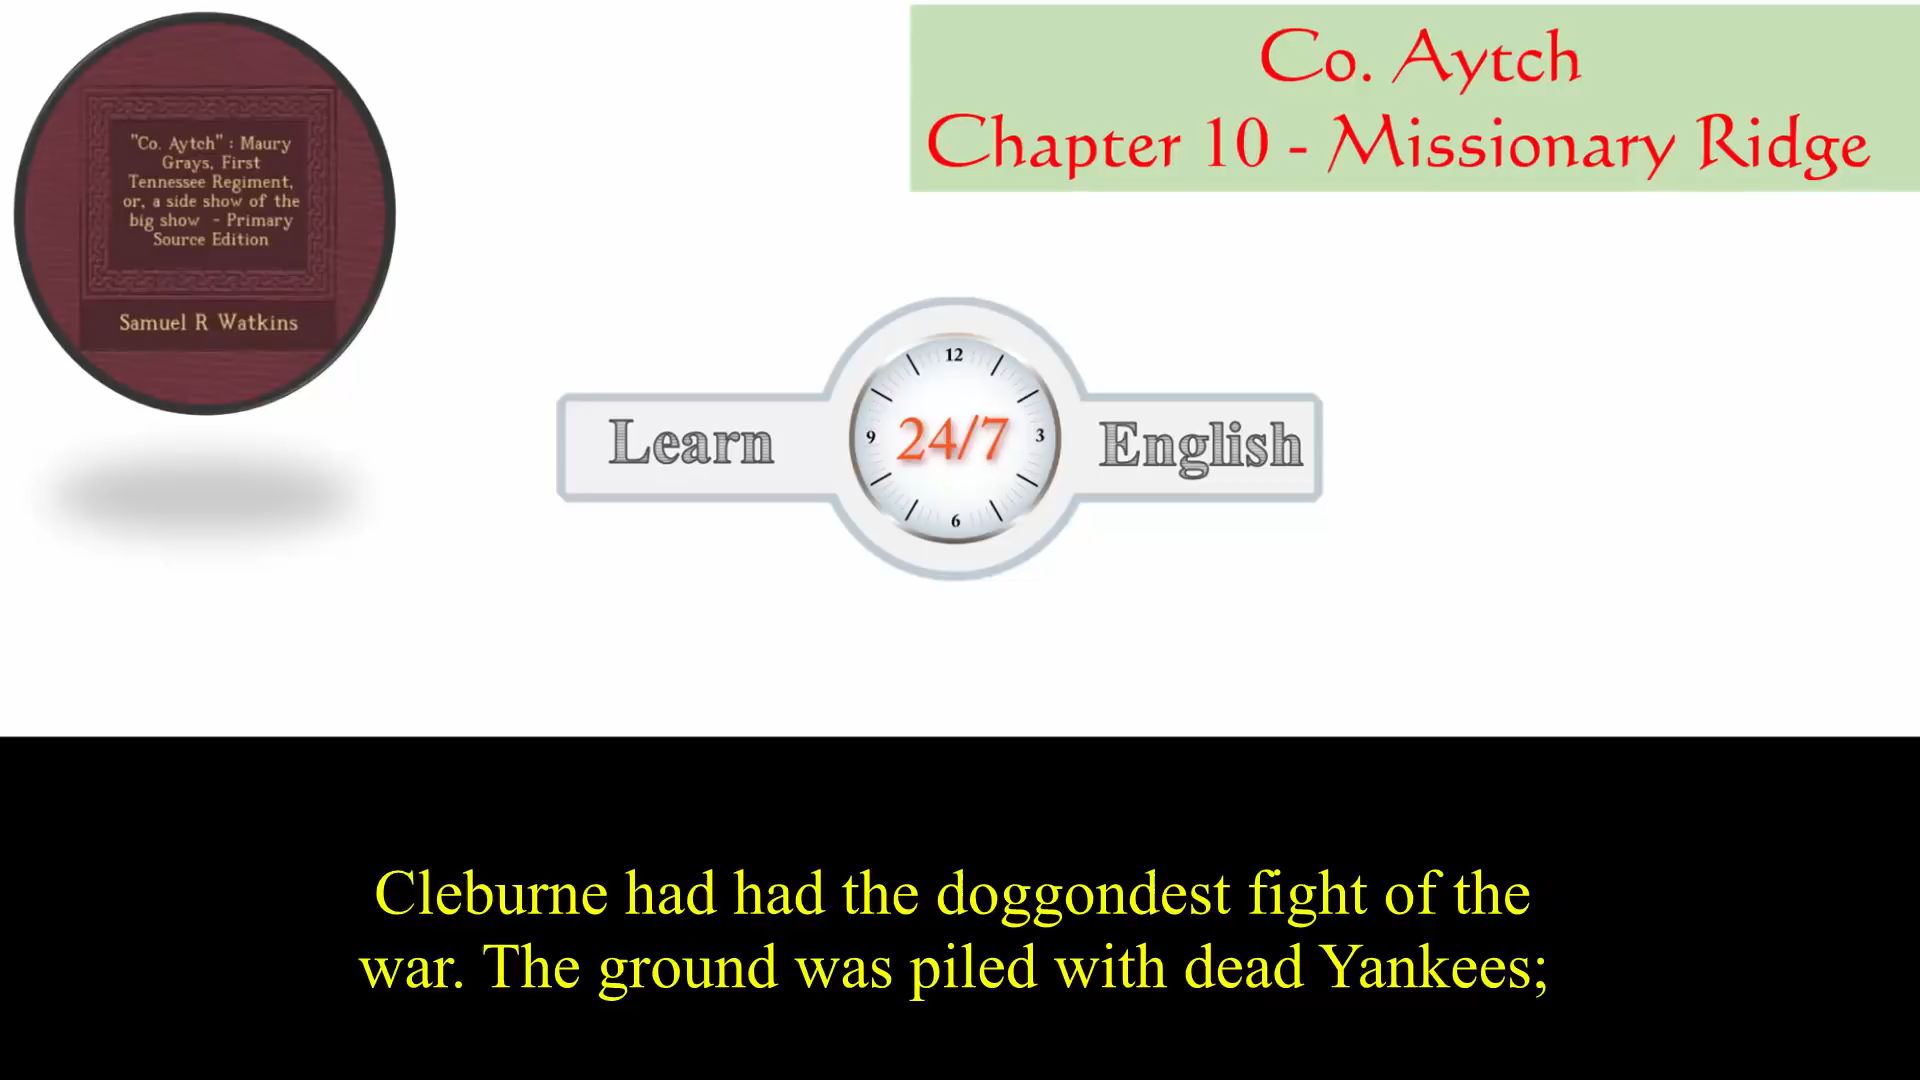 "Co. Aytch" : Maury
Grays, First
Tennessee Regiment,
or, a side show of the
big show - Primary
Source Edition
Samuel R Watkins
Co. Aytch
Chapter 10 - Missionary Ridge
12
Learn 9 24/7 3 English
6
Cleburne had had the doggondest fight of the
war. The ground was piled with dead Yankees;